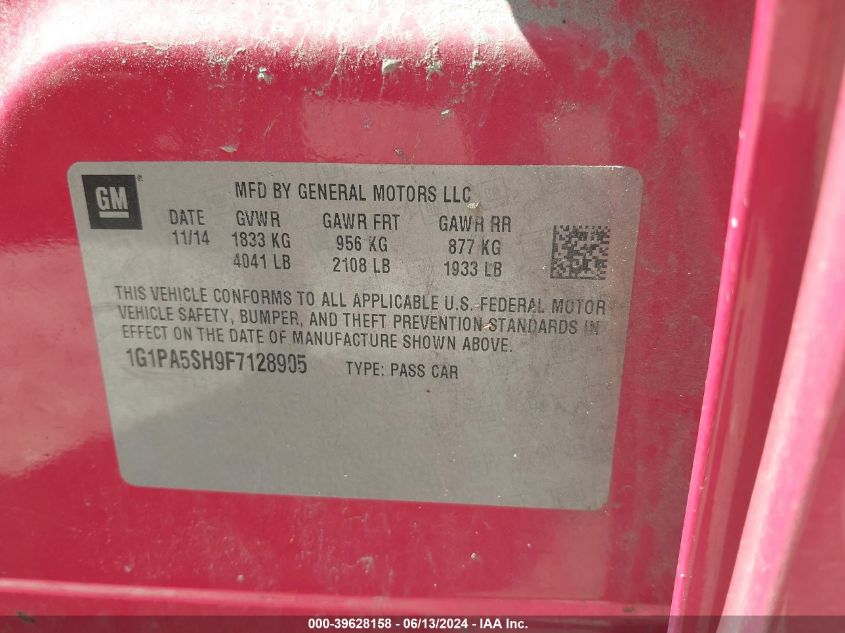 GM
MFD BY GENERAL MOTORS LLC
DATE GVWR GAWR FRT GAWR RR
11/14 1833 KG 956 KG 877 KG
4041 LB 2108 LB 1933 LB
THIS VEHICLE CONFORMS TO ALL APPLICABLE U.S. FEDERAL MOTOR
VEHICLE SAFETY, BUMPER, AND THEFT PREVENTION STANDARDS IN
EFFECT ON THE DATE OF MANUFACTURE SHOWN ABOVE.
1G1PA5SH9F7128905 TYPE: PASS CAR
000-39628158 - 06/13/2024 - IAA Inc.